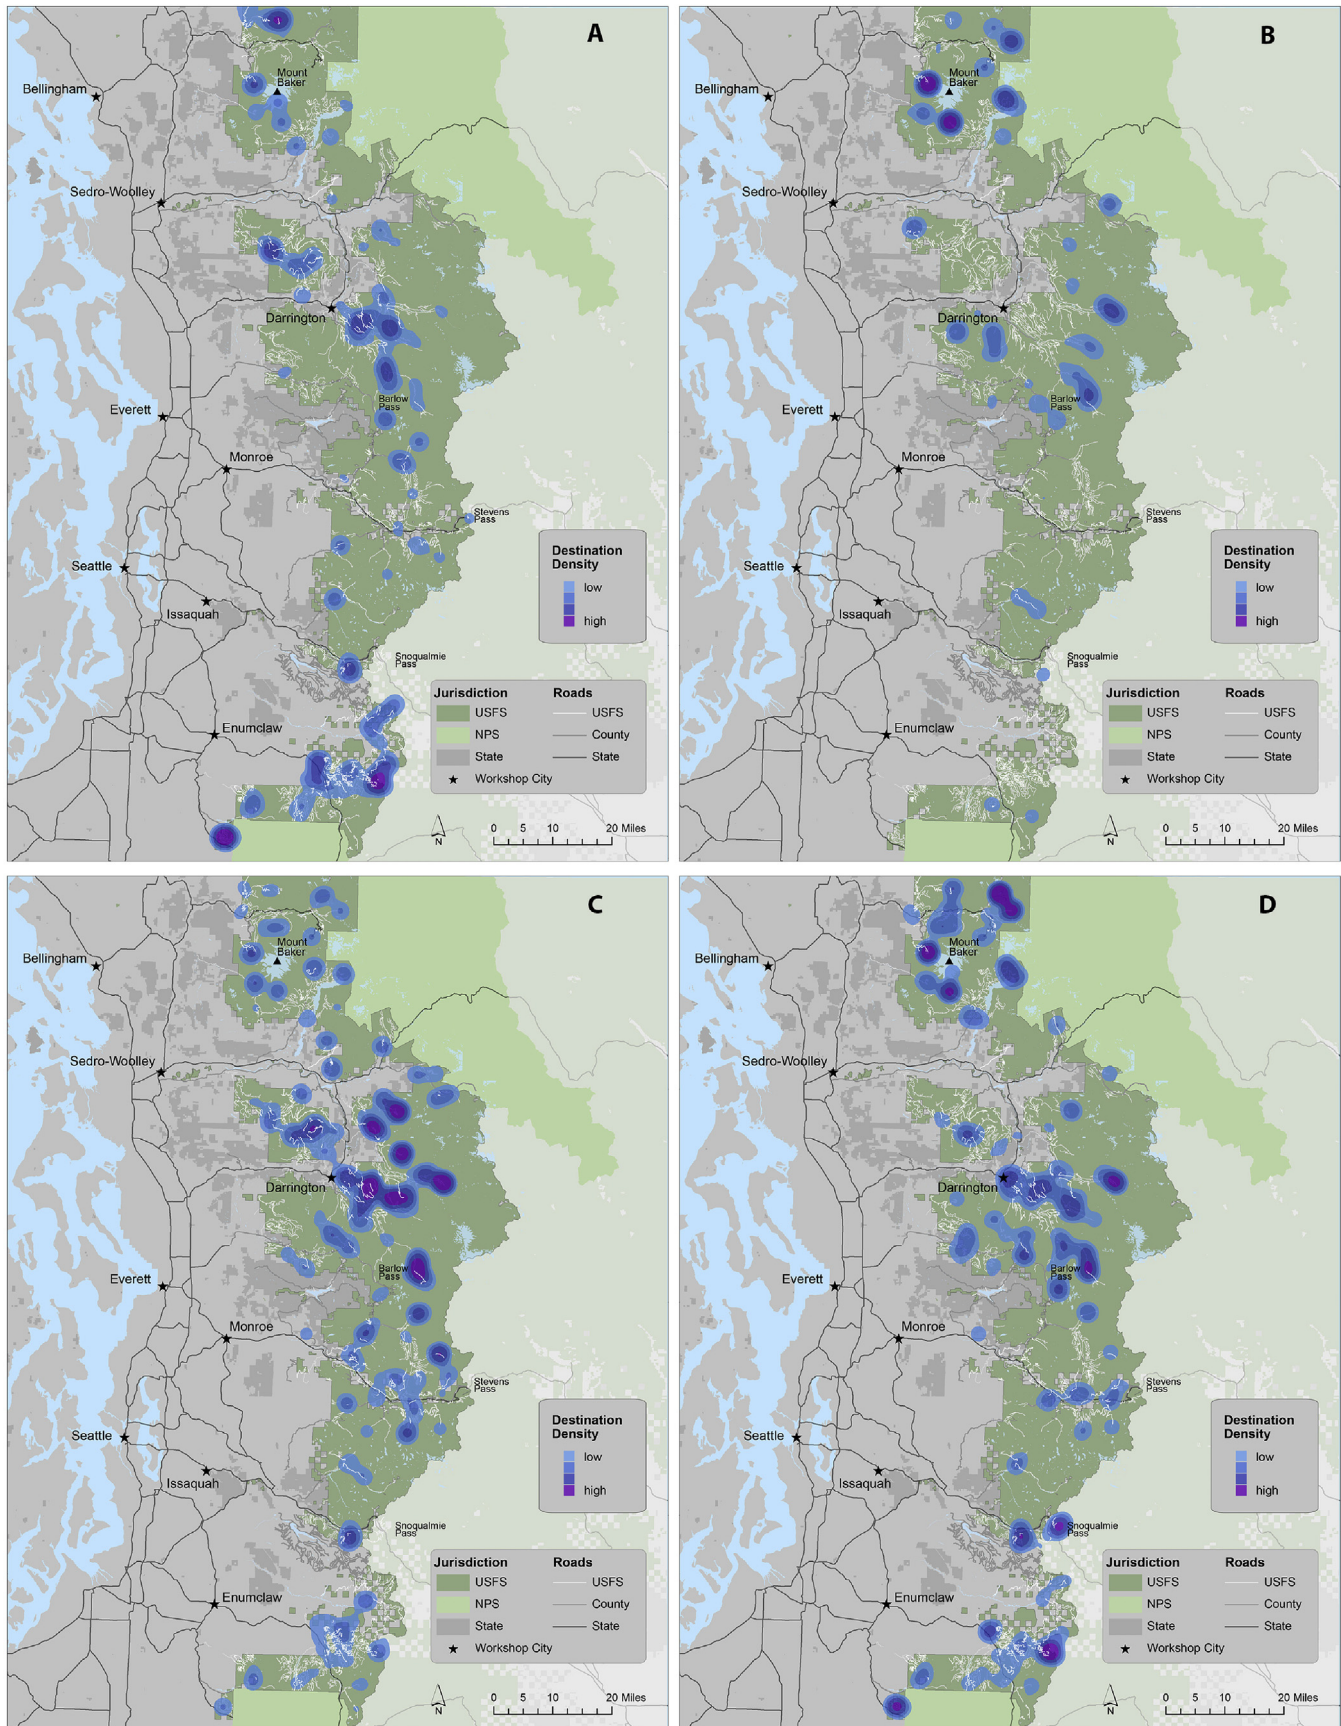 A
Mount
Baker
Bellingham
Sedro-Woolley
Darrington
Everett
Barlow
Pass
Monroe
Stevens
Pass
Seattle
Issaquah
Snoqualmie
Pass
Enumclaw
Destination
Density
low
high
Jurisdiction Roads
USFS USFS
NPS County
State State
Workshop City
N
0 5 10 20 Miles
B
Mount
Baker
Bellingham
Sedro-Woolley
Darrington
Everett
Barlow
Pass
Monroe
Stevens
Pass
Seattle
Issaquah
Snoqualmie
Pass
Enumclaw
Destination
Density
low
high
Jurisdiction Roads
USFS USFS
NPS County
State State
Workshop City
N
0 5 10 20 Miles
C
Mount
Baker
Bellingham
Sedro-Woolley
Darrington
Everett
Barlow
Pass
Monroe
Stevens
Pass
Seattle
Issaquah
Snoqualmie
Pass
Enumclaw
Destination
Density
low
high
Jurisdiction Roads
USFS USFS
NPS County
State State
Workshop City
N
0 5 10 20 Miles
D
Mount
Baker
Bellingham
Sedro-Woolley
Darrington
Everett
Barlow
Pass
Monroe
Stevens
Pass
Seattle
Issaquah
Snoqualmie
Pass
Enumclaw
Destination
Density
low
high
Jurisdiction Roads
USFS USFS
NPS County
State State
Workshop City
N
0 5 10 20 Miles